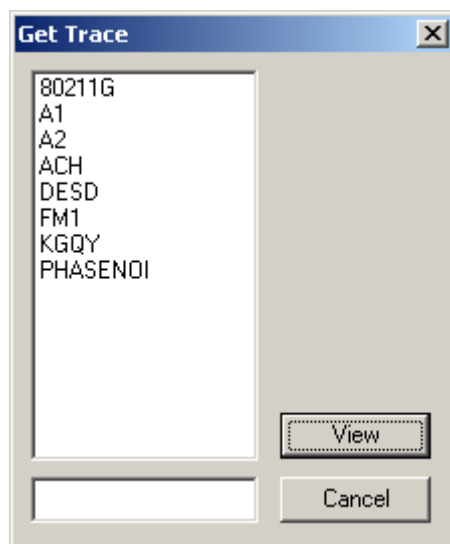 Get Trace
80211G
A1
A2
ACH
DESD
FM1
KGQY
PHASENOI
View
Cancel